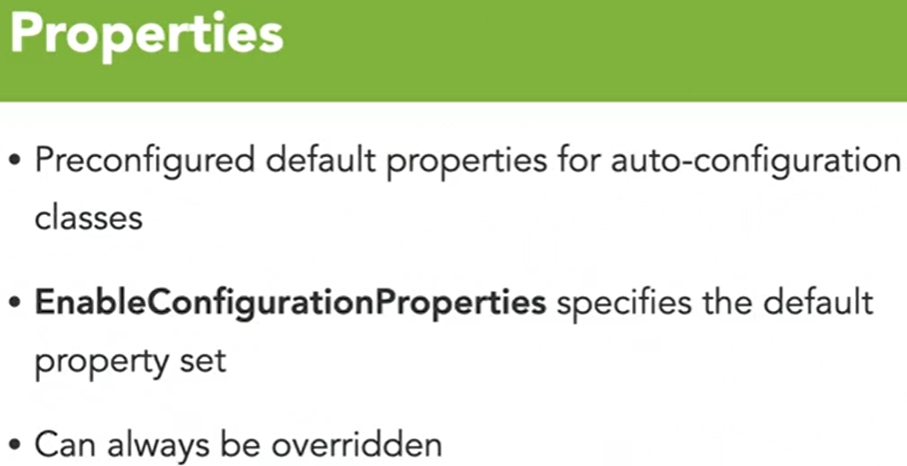 Properties
• Preconfigured default properties for auto-configuration
classes
• EnableConfigurationProperties specifies the default
property set
• Can always be overridden